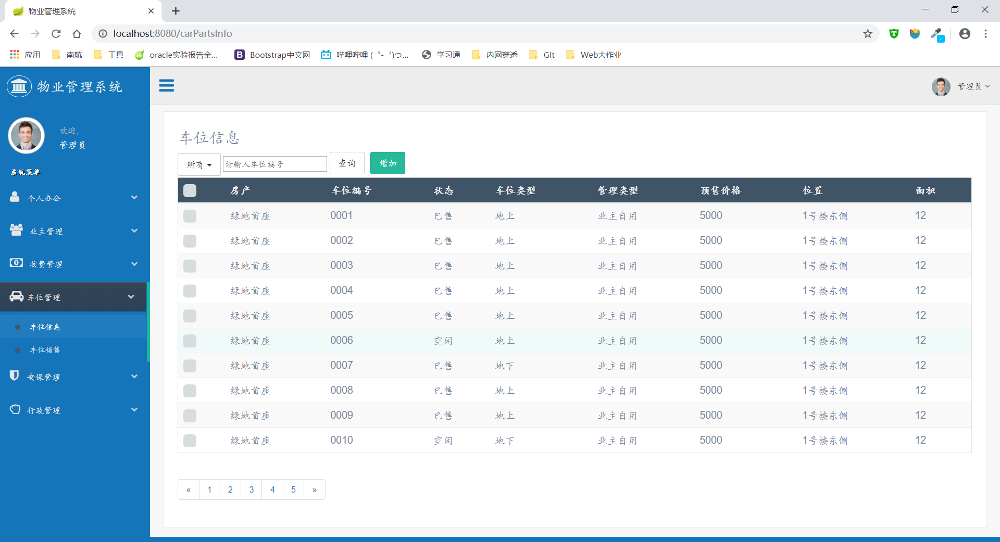 物业管理系统
localhost:8080/carPartsInfo
应用 南航 工具 oracle实验报告金... Bootstrap中文网 哔哩哔哩 ( ゜- ゜)つ... 学习通 内网穿透 GIt Web大作业
物业管理系统
管理员
欢迎,
管理员
系统菜单
个人办公
业主管理
收费管理
车位管理
车位信息
车位销售
安保管理
行政管理
车位信息
所有 请输入车位编号 查询 增加
房产 车位编号 状态 车位类型 管理类型 预售价格 位置 面积
绿地首座 0001 已售 地上 业主自用 5000 1号楼东侧 12
绿地首座 0002 已售 地上 业主自用 5000 1号楼东侧 12
绿地首座 0003 已售 地上 业主自用 5000 1号楼东侧 12
绿地首座 0004 已售 地上 业主自用 5000 1号楼东侧 12
绿地首座 0005 已售 地上 业主自用 5000 1号楼东侧 12
绿地首座 0006 空闲 地上 业主自用 5000 1号楼东侧 12
绿地首座 0007 已售 地下 业主自用 5000 1号楼东侧 12
绿地首座 0008 已售 地上 业主自用 5000 1号楼东侧 12
绿地首座 0009 已售 地上 业主自用 5000 1号楼东侧 12
绿地首座 0010 空闲 地下 业主自用 5000 1号楼东侧 12
« 1 2 3 4 5 »